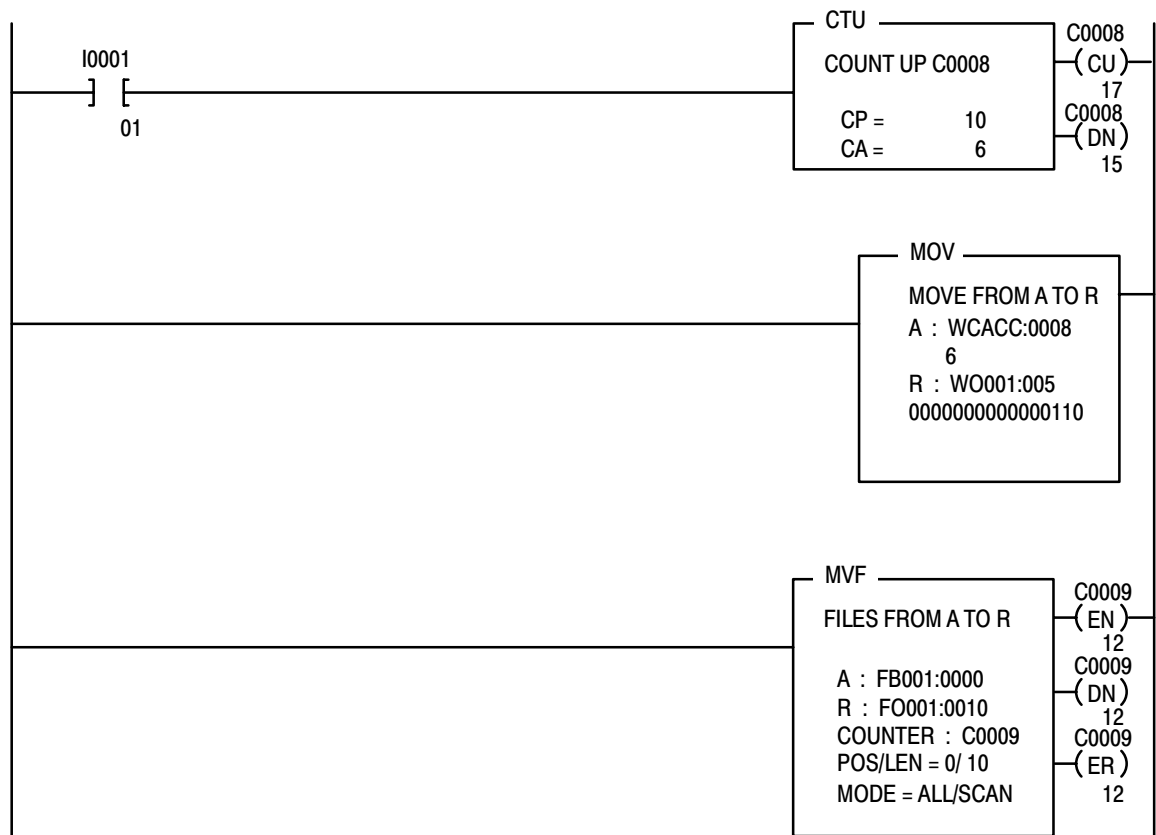 CTU
COUNT UP C0008
CP = 10
CA = 6
I0001
01
C0008
CU
17
C0008
DN
15
MOV
MOVE FROM A TO R
A : WCACC:0008
6
R : WO001:005
0000000000000110
MVF
FILES FROM A TO R
A : FB001:0000
R : FO001:0010
COUNTER : C0009
POS/LEN = 0/ 10
MODE = ALL/SCAN
C0009
EN
12
C0009
DN
12
C0009
ER
12